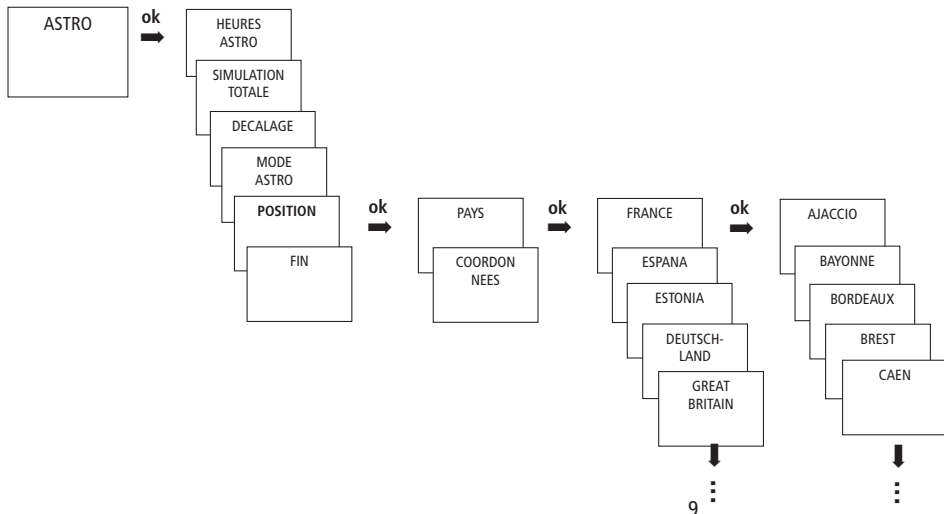 ASTRO
ok
HEURES
ASTRO
SIMULATION
TOTALE
DECALAGE
MODE
ASTRO
POSITION
FIN
ok
PAYS
COORDON
NEES
ok
FRANCE
ESPANA
ESTONIA
DEUTSCH-
LAND
GREAT
BRITAIN
ok
AJACCIO
BAYONNE
BORDEAUX
BREST
CAEN
9